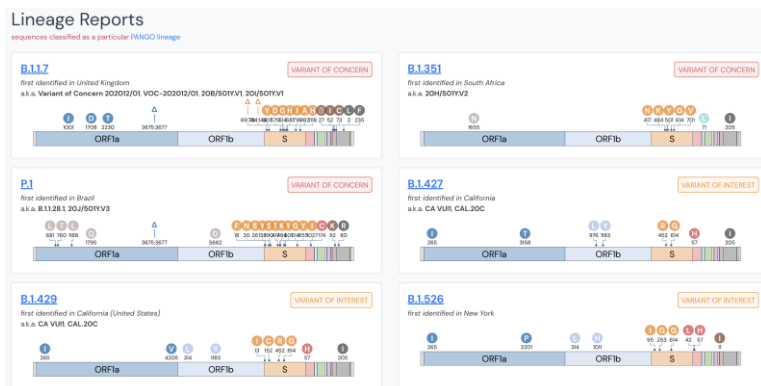 Lineage Reports
sequences classified as a particular PANGO lineage
B.1.1.7
VARIANT OF CONCERN
first identified in United Kingdom
a.k.a. Variant of Concern 202012/01, VOC-202012/01, 20B/501Y.V1, 20I/501Y.V1
Y D G H I A H I C L F
I D T
1001 1708 2230 3675:3677
27 52 73 3 235
ORF1a ORF1b S
B.1.351
VARIANT OF CONCERN
first identified in South Africa
a.k.a. 20H/501Y.V2
N N K Y G V L I
1655 417 484 501 614 701 71 205
ORF1a ORF1b S
P.1
VARIANT OF CONCERN
first identified in Brazil
a.k.a. B.1.1.28.1, 20J/501Y.V3
L T L Q D F N S Y E T K Y G Y I C K R
681 760 1188 1795 3675:3677 5662 18 20 26 92 80
ORF1a ORF1b S
B.1.427
VARIANT OF INTEREST
first identified in California
a.k.a. CA VUI1, CAL.20C
I T L Y R G H I
265 3158 976 1183 452 614 57 205
ORF1a ORF1b S
B.1.429
VARIANT OF INTEREST
first identified in California (United States)
a.k.a. CA VUI1, CAL.20C
I V L Y I C R G H I
265 4205 314 1183 13 152 452 614 57 205
ORF1a ORF1b S
B.1.526
VARIANT OF INTEREST
first identified in New York
I P L H I G G L H I
265 3201 314 1011 95 253 614 42 57 11
ORF1a ORF1b S